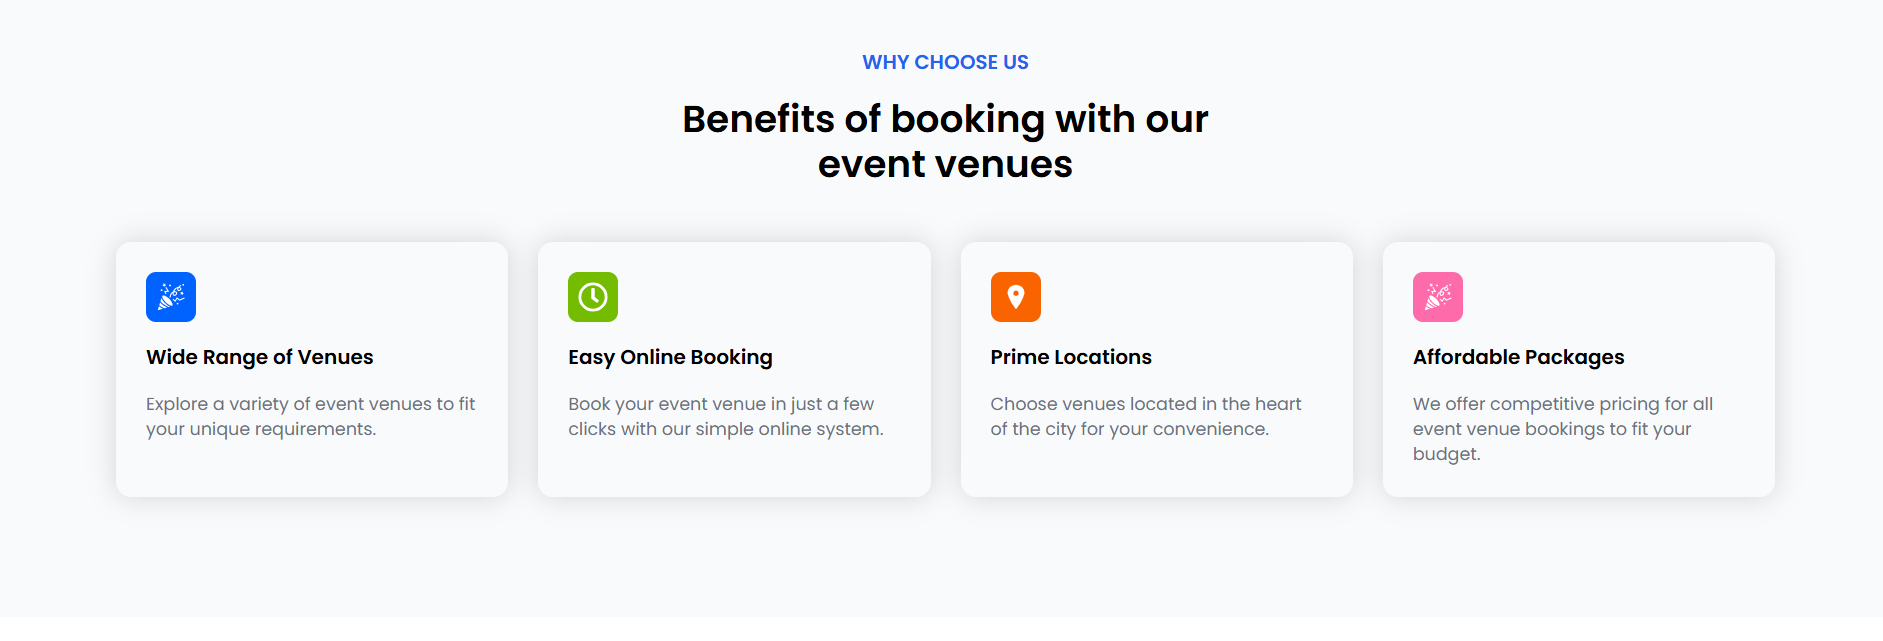 WHY CHOOSE US
Benefits of booking with our
event venues
Wide Range of Venues
Explore a variety of event venues to fit
your unique requirements.
Easy Online Booking
Book your event venue in just a few
clicks with our simple online system.
Prime Locations
Choose venues located in the heart
of the city for your convenience.
Affordable Packages
We offer competitive pricing for all
event venue bookings to fit your
budget.